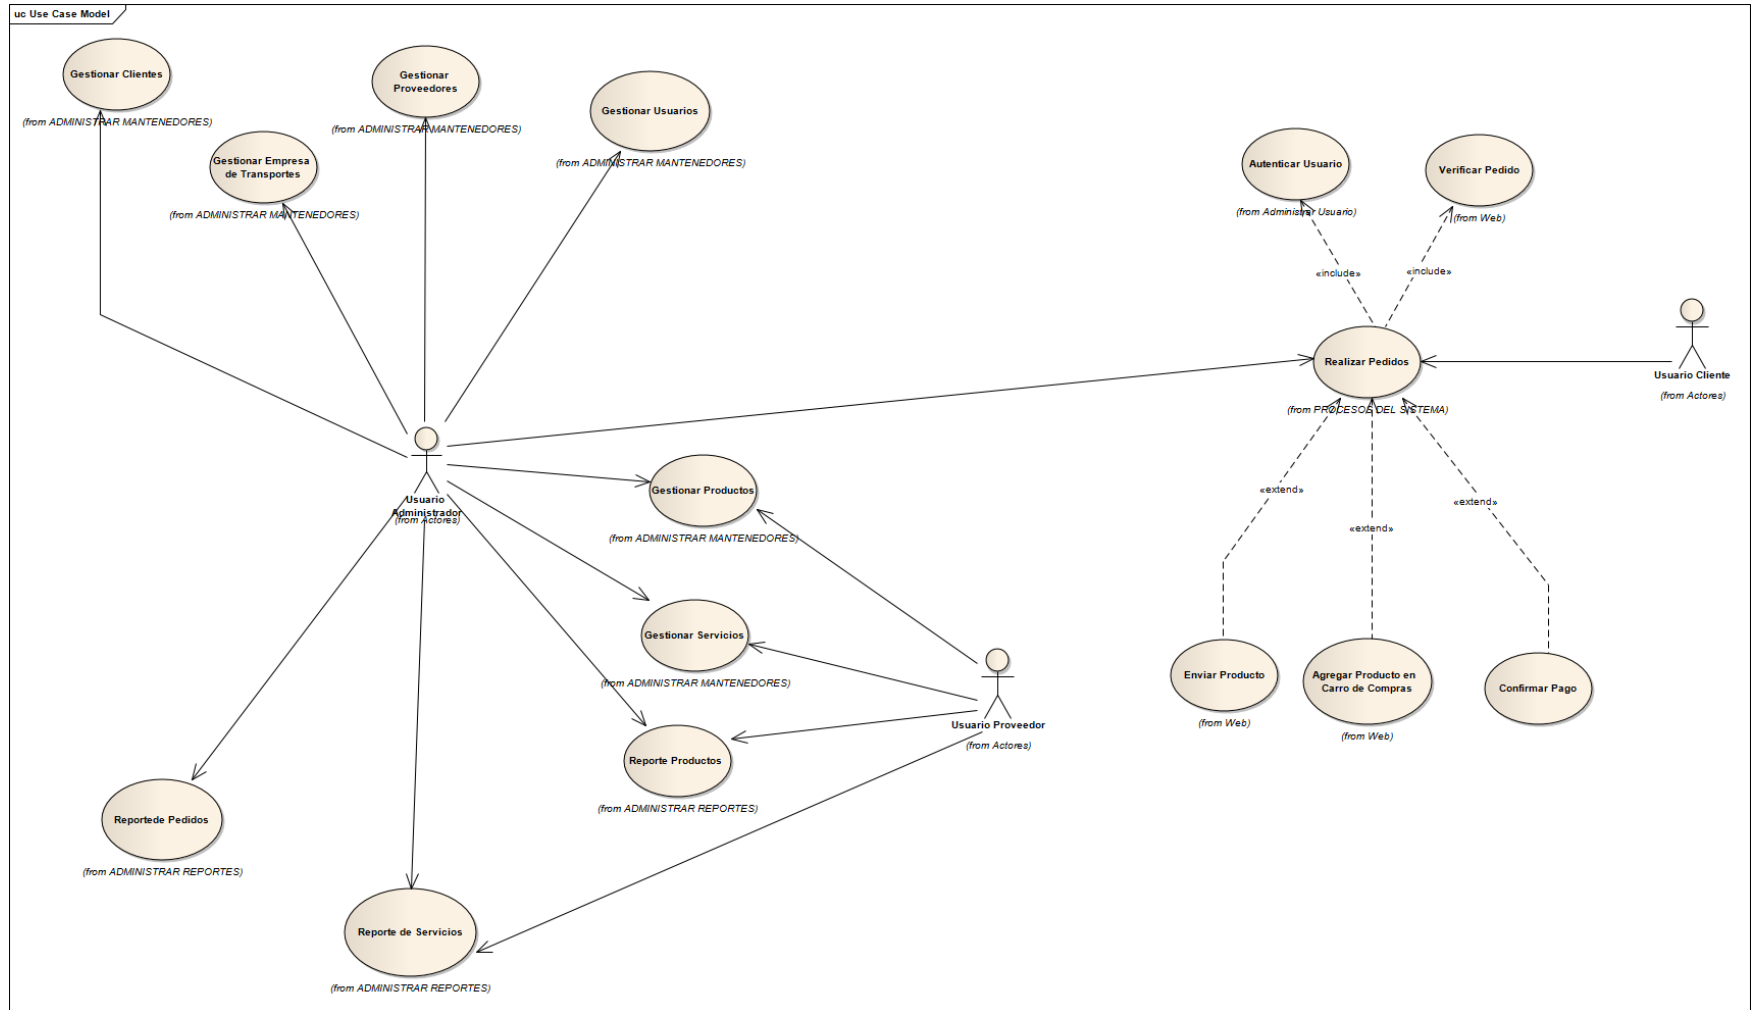 uc Use Case Model
Gestionar Clientes
(from ADMINISTRAR MANTENEDORES)
Gestionar
Proveedores
(from ADMINISTRAR MANTENEDORES)
Gestionar Usuarios
(from ADMINISTRAR MANTENEDORES)
Gestionar Empresa
de Transportes
(from ADMINISTRAR MANTENEDORES)
Autenticar Usuario
(from Administrar Usuario)
Verificar Pedido
(from Web)
«include»
«include»
Realizar Pedidos
(from PROCESOS DEL SISTEMA)
Usuario Cliente
(from Actores)
Usuario
Administrador
(from Actores)
Gestionar Productos
(from ADMINISTRAR MANTENEDORES)
«extend»
«extend»
«extend»
Gestionar Servicios
(from ADMINISTRAR MANTENEDORES)
Usuario Proveedor
(from Actores)
Enviar Producto
(from Web)
Agregar Producto en
Carro de Compras
(from Web)
Confirmar Pago
Reporte Productos
(from ADMINISTRAR REPORTES)
Reportede Pedidos
(from ADMINISTRAR REPORTES)
Reporte de Servicios
(from ADMINISTRAR REPORTES)